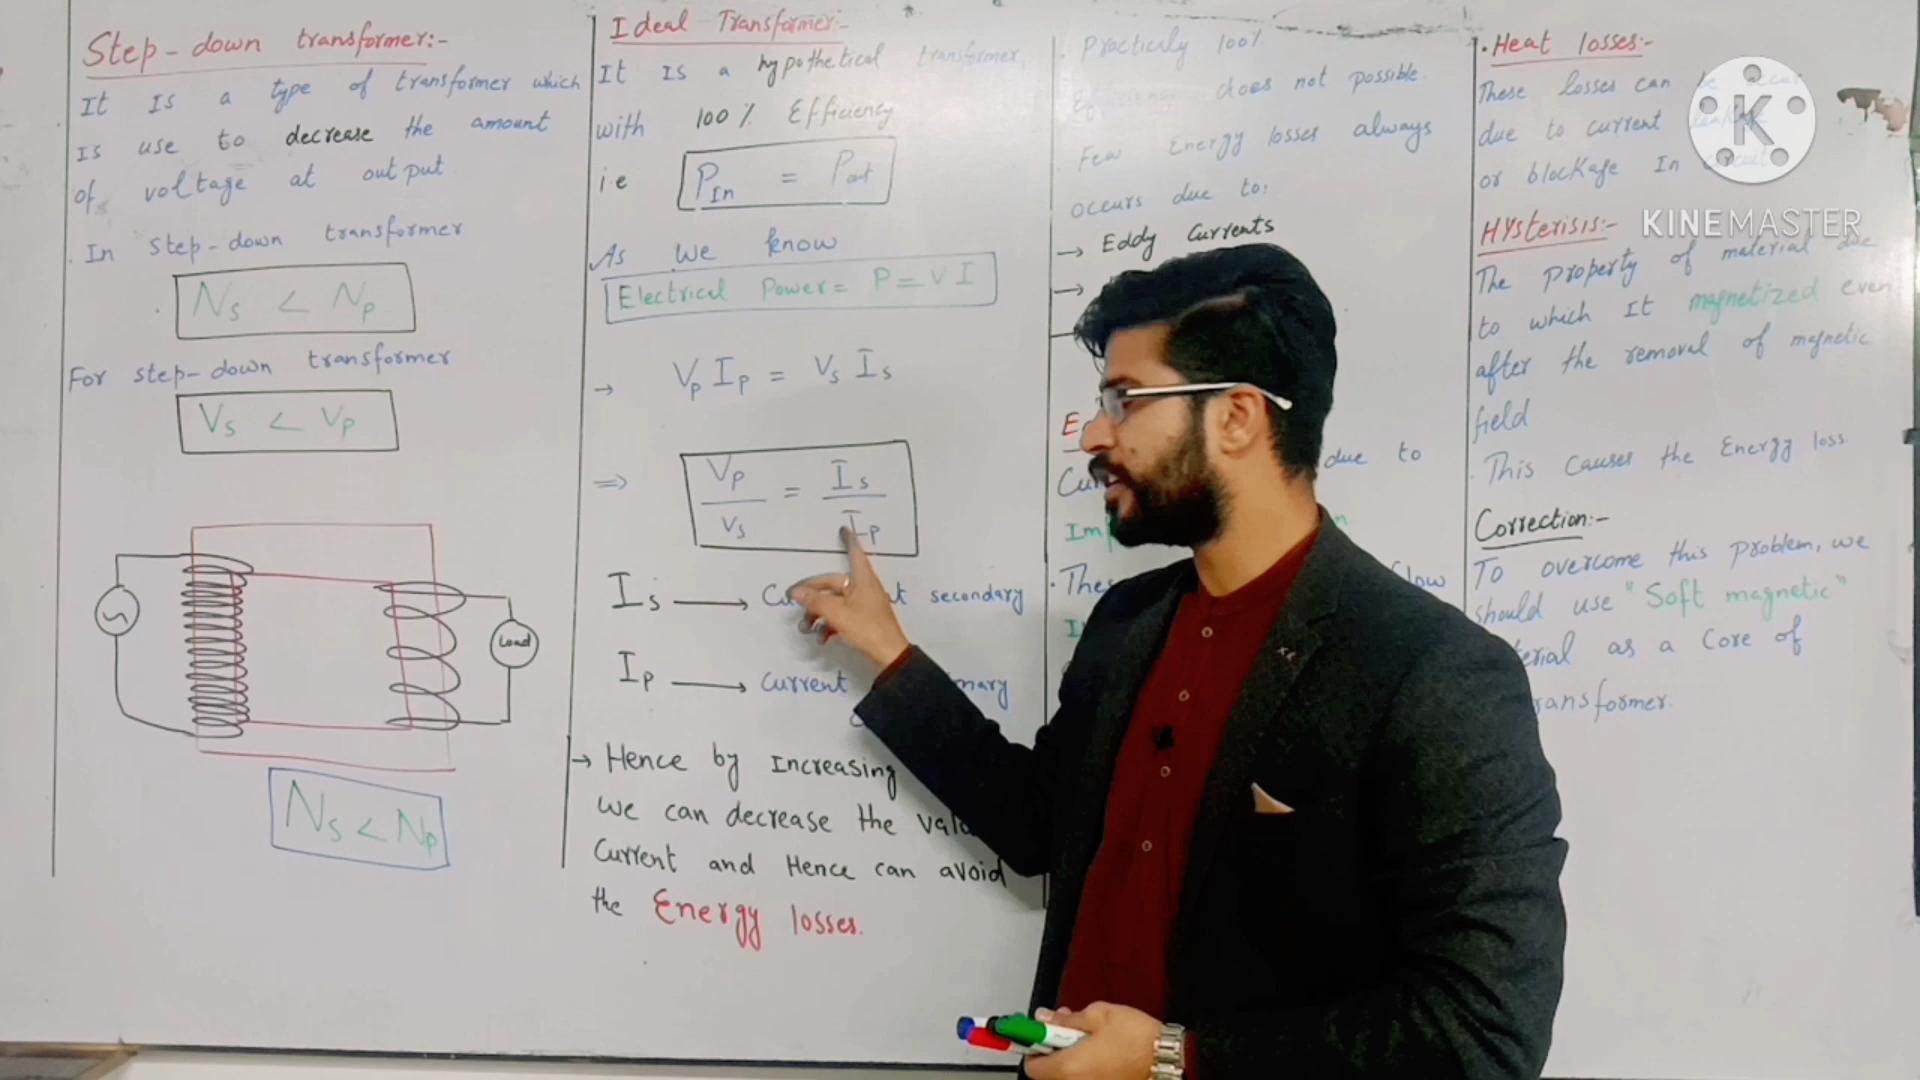 Step-down transformer:-
It Is a type of transformer which
Is use to decrease the amount
of voltage at output
. In step-down transformer
Ns < Np
For step-down transformer
Vs < Vp
Load
Ns < Np
Ideal Transformer:-
It Is a hypothetical transformer,
with 100% Efficiency
i.e PIn = Pout
As we know
Electrical Power = P = VI
→ VpIp = VsIs
⇒ Vp/Vs = Is/Ip
Is → secondary
Ip → Current
→ Hence by Increasing
we can decrease the
Current and Hence can avoid
the Energy losses.
. Practicly 100%
Efficiency does not possible.
. Few Energy losses always
occurs due to:
→ Eddy Currents
→
due to
. Heat losses:-
These losses can be occur
due to current
or blockage In circuit
Hysterisis:-
The property of material due
to which It magnetized even
after the removal of magnetic
field
. This Causes the Energy loss
Correction:-
To overcome this problem, we
should use "Soft magnetic"
as a Core of
K
KINEMASTER